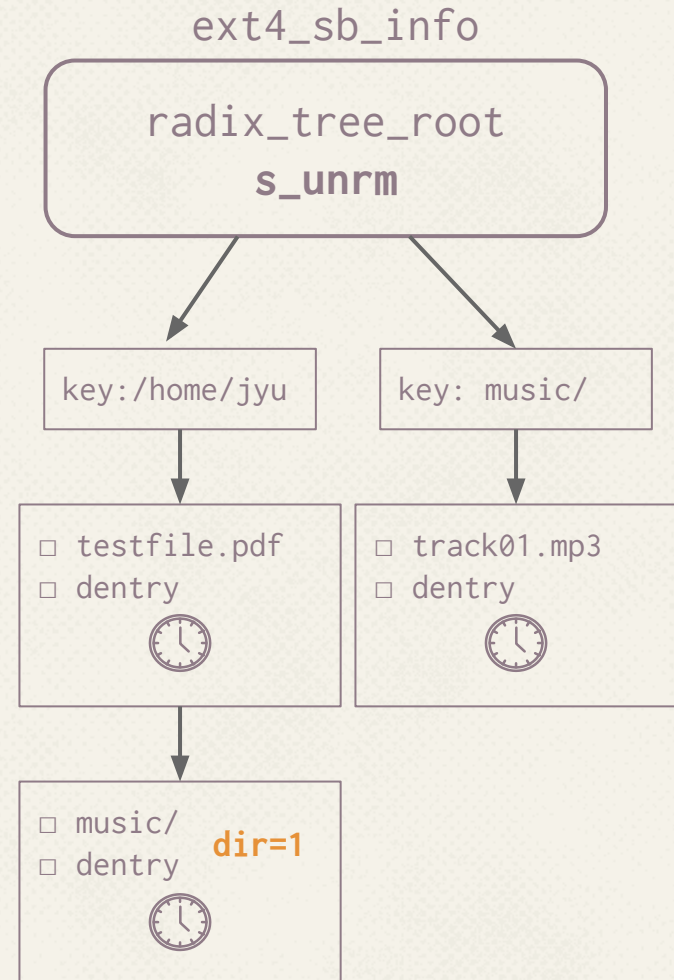 ext4_sb_info
radix_tree_root
s_unrm
key:/home/jyu
key: music/
□ testfile.pdf
□ dentry
□ track01.mp3
□ dentry
□ music/
□ dentry
dir=1